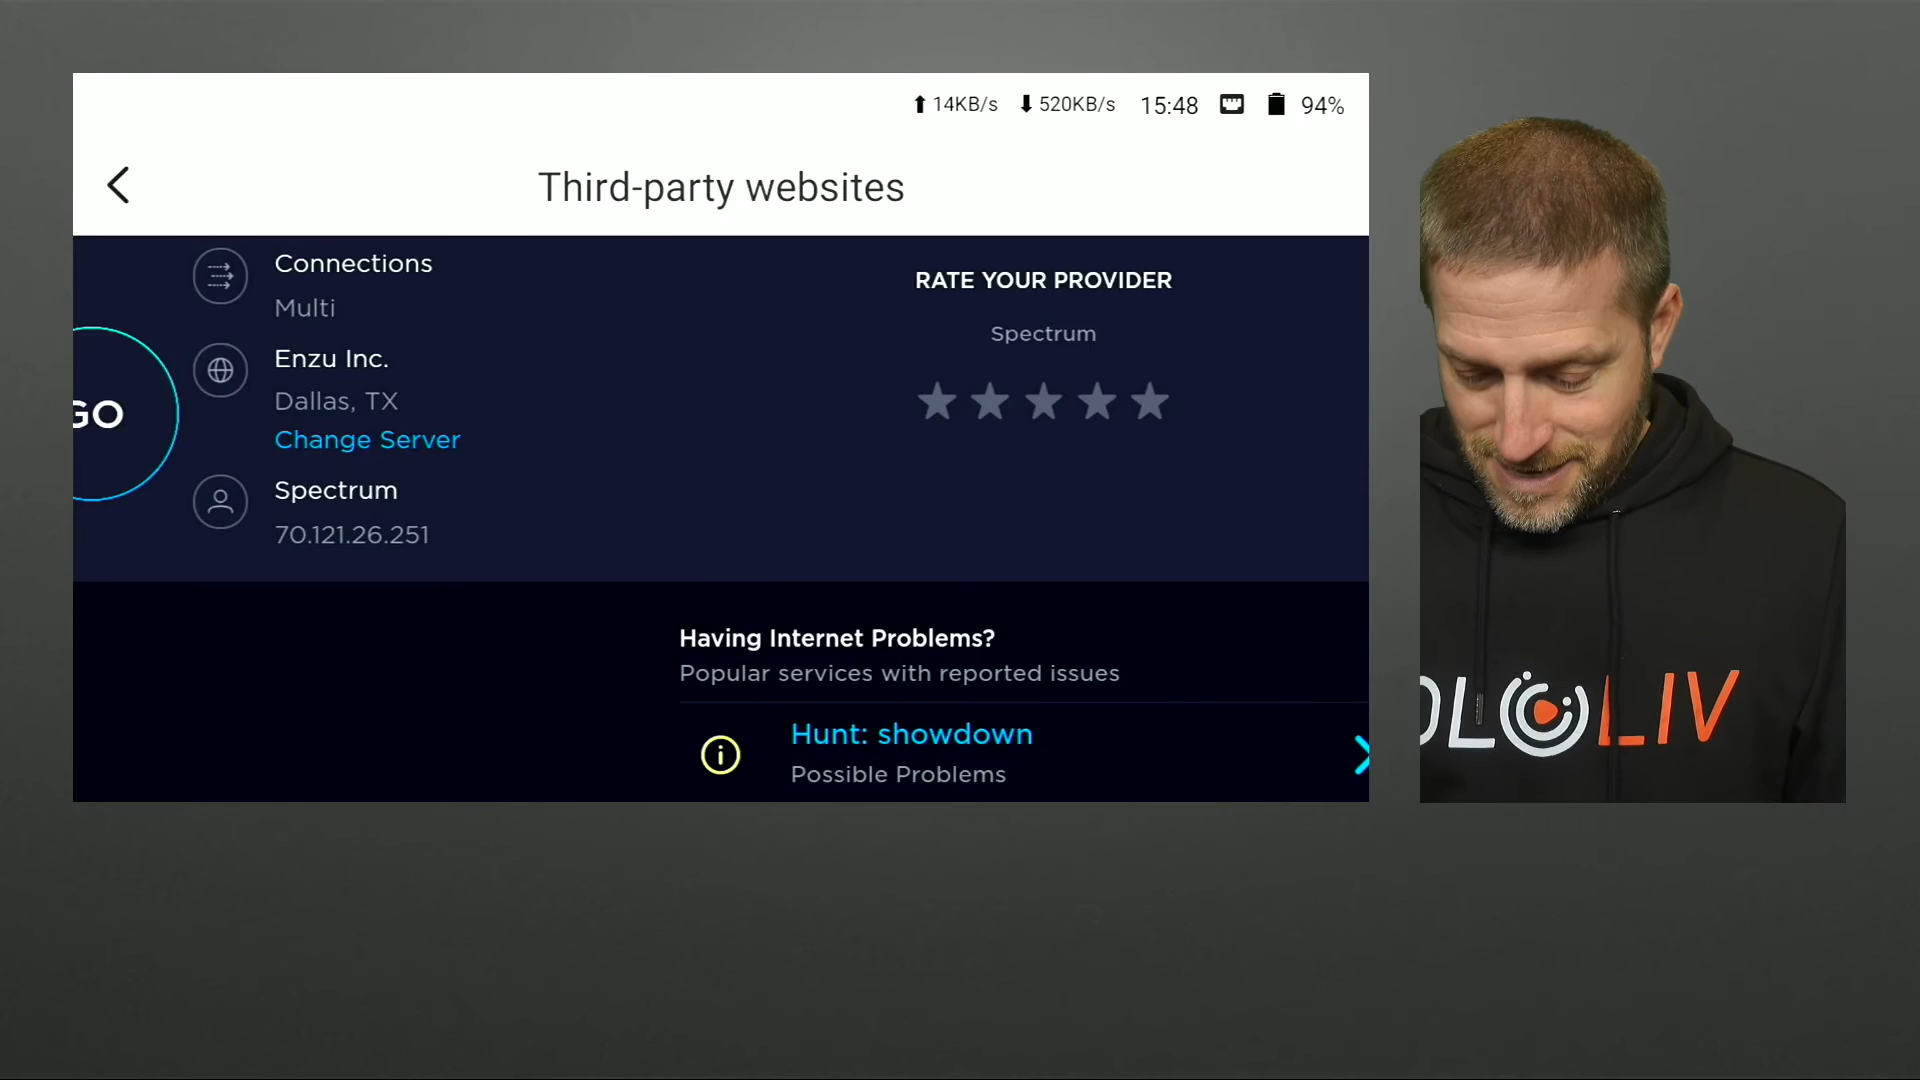 14KB/s 520KB/s 15:48 94%
Third-party websites
Connections
Multi
GO
Enzu Inc.
Dallas, TX
Change Server
Spectrum
70.121.26.251
RATE YOUR PROVIDER
Spectrum
Having Internet Problems?
Popular services with reported issues
Hunt: showdown
Possible Problems
OLOLIV